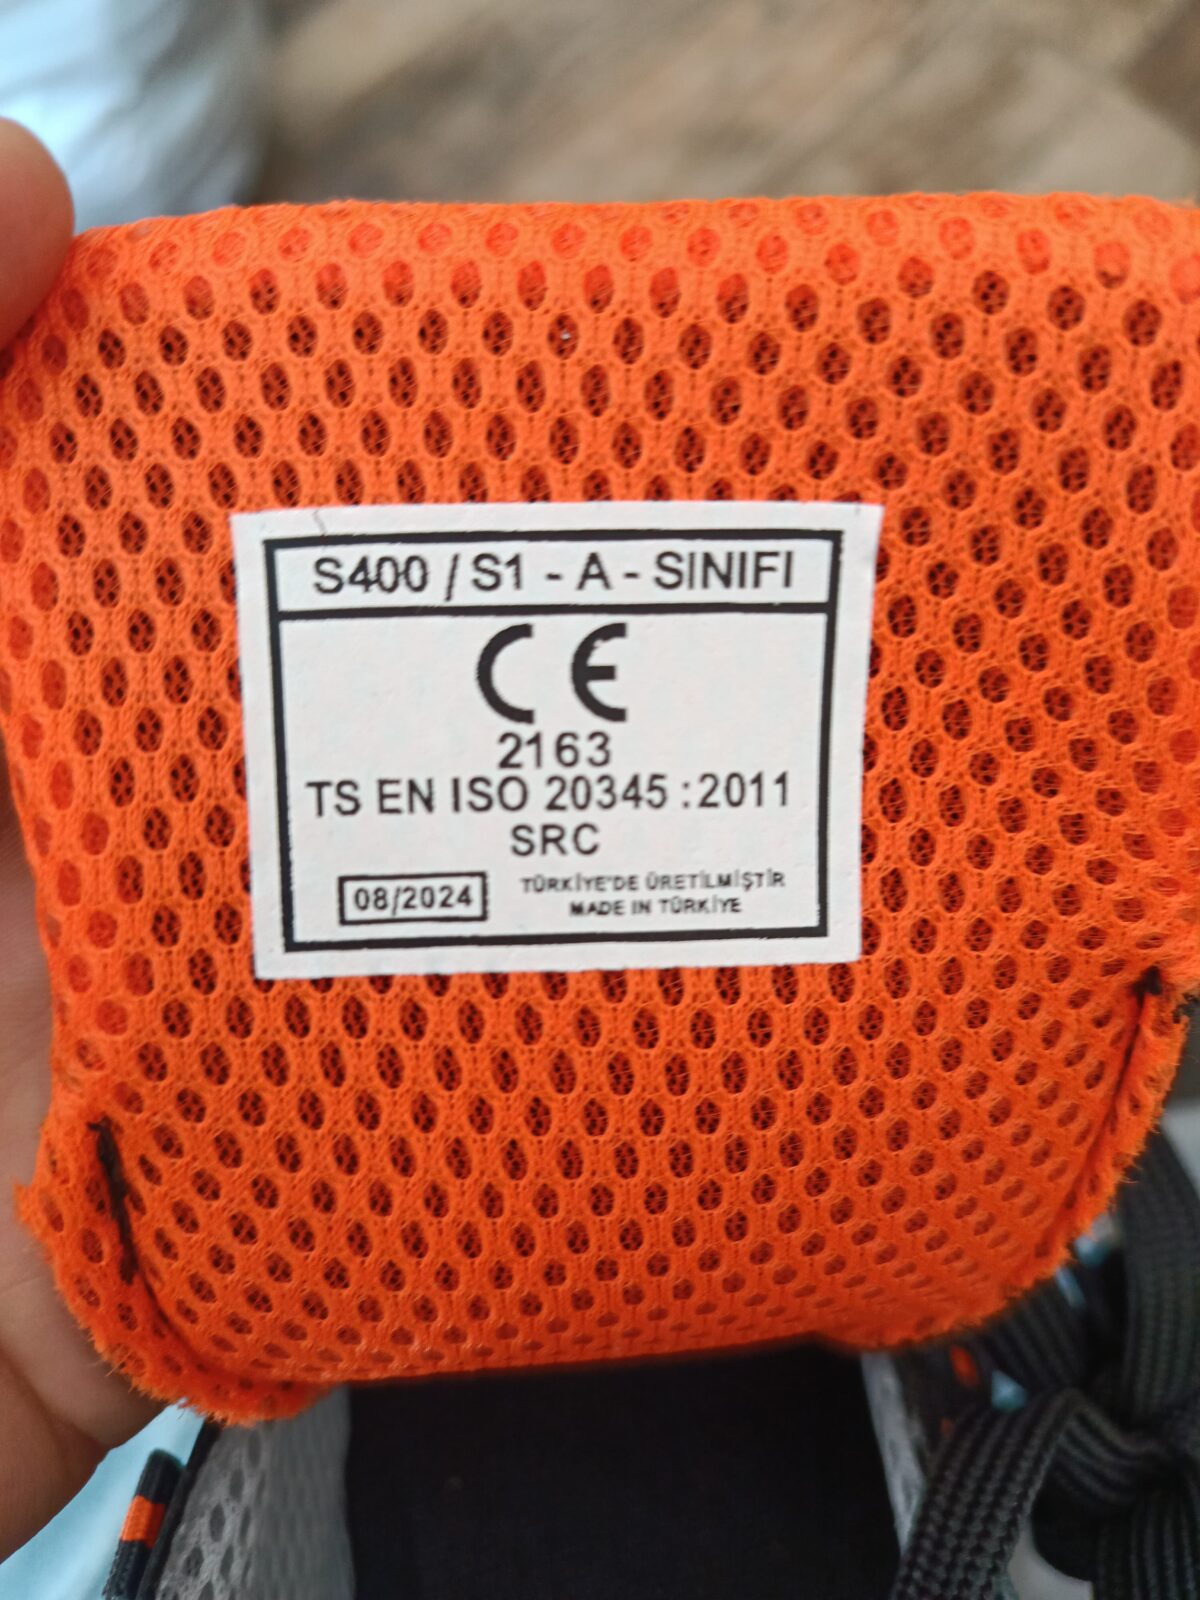 S400 / S1 - A - SINIFI
CE
2163
TS EN ISO 20345 :2011
SRC
08/2024
TÜRKİYE'DE ÜRETİLMİŞTİR
MADE IN TÜRKİYE